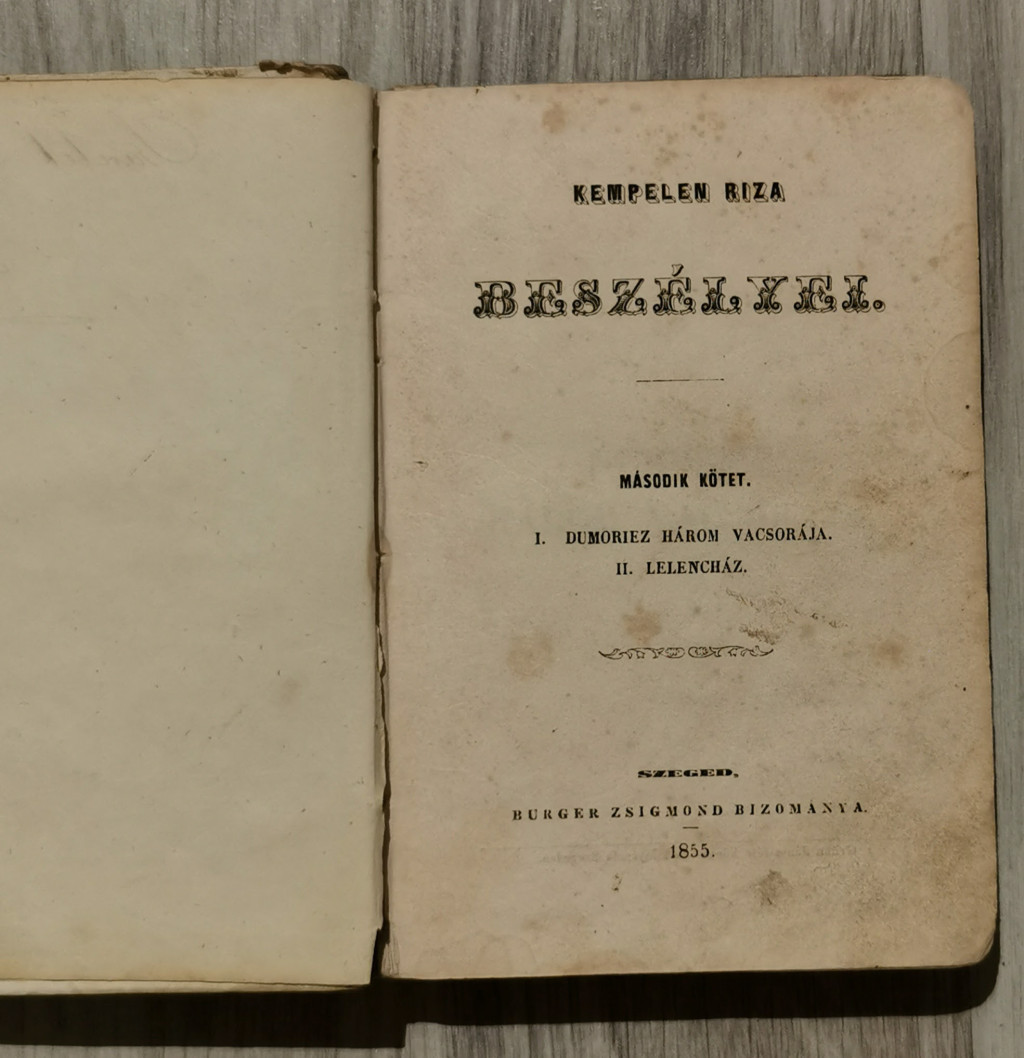 KEMPELEN RIZA
BESZÉLYEI.
MÁSODIK KÖTET.
I. DUMORIEZ HÁROM VACSORÁJA.
II. LELENCHÁZ.
SZEGED,
BURGER ZSIGMOND BIZOMÁNYA.
1855.